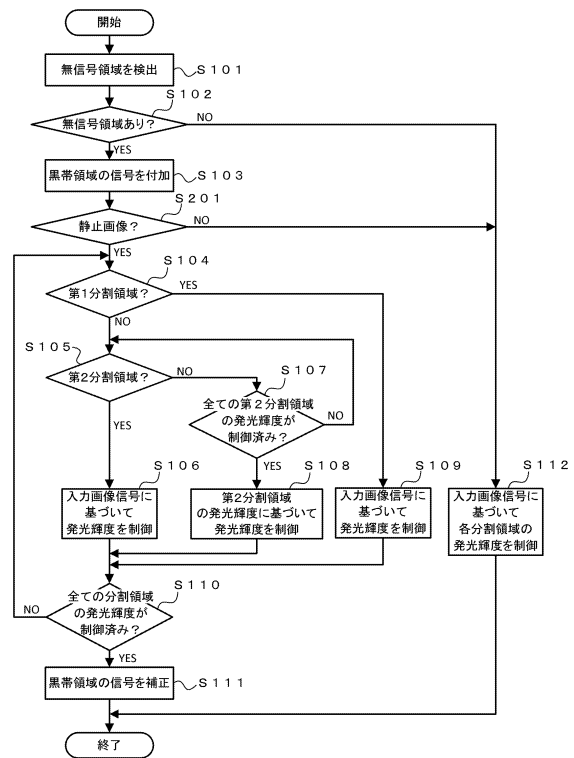 開始
無信号領域を検出
S101
S102
無信号領域あり?
NO
YES
黒帯領域の信号を付加
S103
S201
静止画像?
NO
YES
S104
第1分割領域?
YES
NO
S105
第2分割領域?
NO
YES
S107
全ての第2分割領域
の発光輝度が
制御済み?
NO
YES
S106
入力画像信号に
基づいて
発光輝度を制御
S108
第2分割領域
の発光輝度に基づいて
発光輝度を制御
S109
入力画像信号に
基づいて
発光輝度を制御
S112
入力画像信号に
基づいて
各分割領域の
発光輝度を制御
S110
全ての分割領域
の発光輝度が
制御済み?
NO
YES
黒帯領域の信号を補正
S111
終了